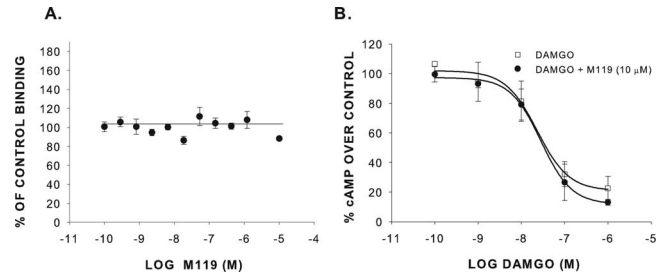 A.
% OF CONTROL BINDING
180
160
140
120
100
80
60
40
20
0
-11 -10 -9 -8 -7 -6 -5 -4
LOG M119 (M)
B.
% cAMP OVER CONTROL
120
100
80
60
40
20
0
-11 -10 -9 -8 -7 -6 -5
LOG DAMGO (M)
DAMGO
DAMGO + M119 (10 µM)